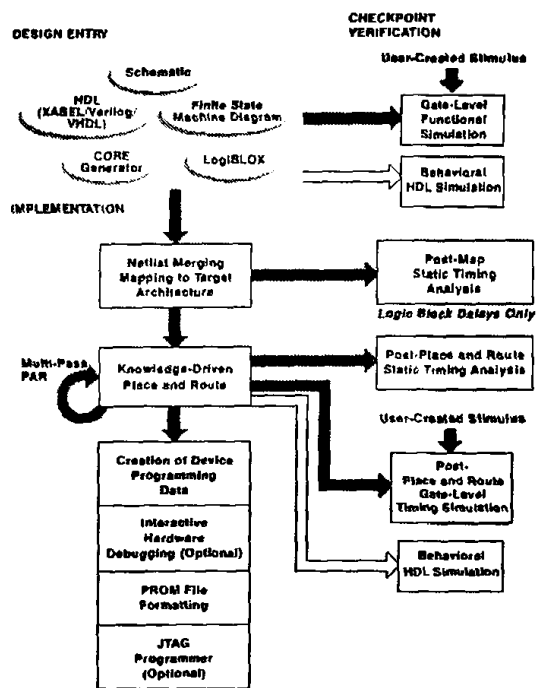 DESIGN ENTRY
CHECKPOINT
VERIFICATION
User-Created Stimulus
Schematic
HDL
(XABEL/Verilog/
VHDL)
Finite State
Machine Diagram
Gate-Level
Functional
Simulation
CORE
Generator
LogiBLOX
Behavioral
HDL Simulation
IMPLEMENTATION
Netlist Merging
Mapping to Target
Architecture
Post-Map
Static Timing
Analysis
Logic Block Delays Only
Multi-Pass
PAR
Knowledge-Driven
Place and Route
Post-Place and Route
Static Timing Analysis
User-Created Stimulus
Creation of Device
Programming
Data
Post-
Place and Route
Gate-Level
Timing Simulation
Interactive
Hardware
Debugging (Optional)
Behavioral
HDL Simulation
PROM File
Formatting
JTAG
Programmer
(Optional)